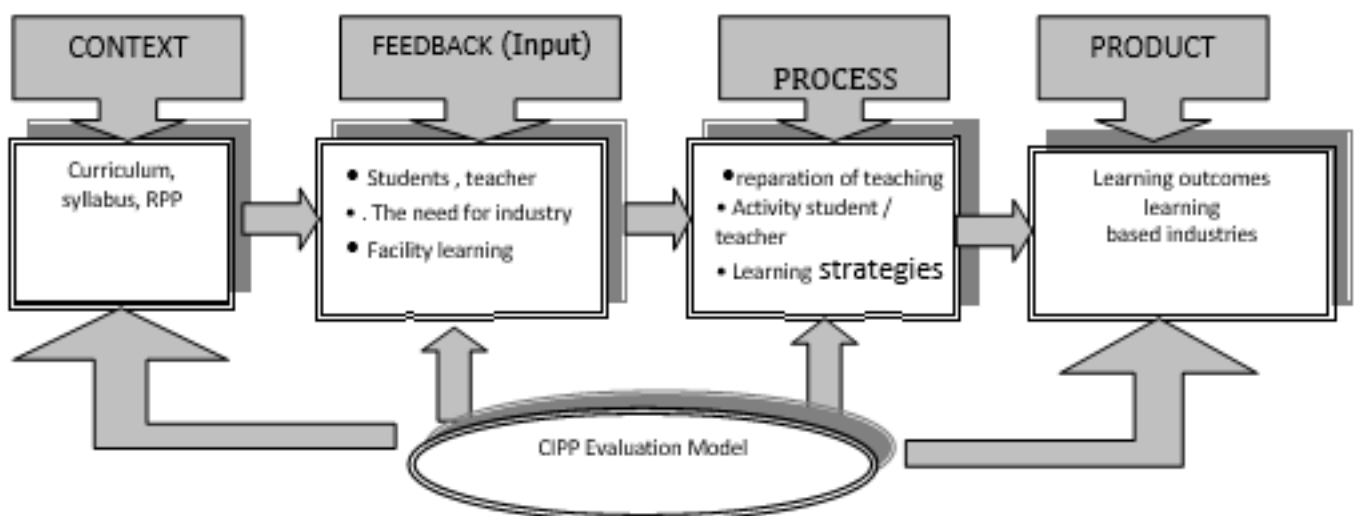 CONTEXT
FEEDBACK (Input)
PROCESS
PRODUCT
Curriculum,
syllabus, RPP
• Students , teacher
• . The need for industry
• Facility learning
•reparation of teaching
• Activity student /
teacher
• Learning strategies
Learning outcomes
learning
based industries
CIPP Evaluation Model